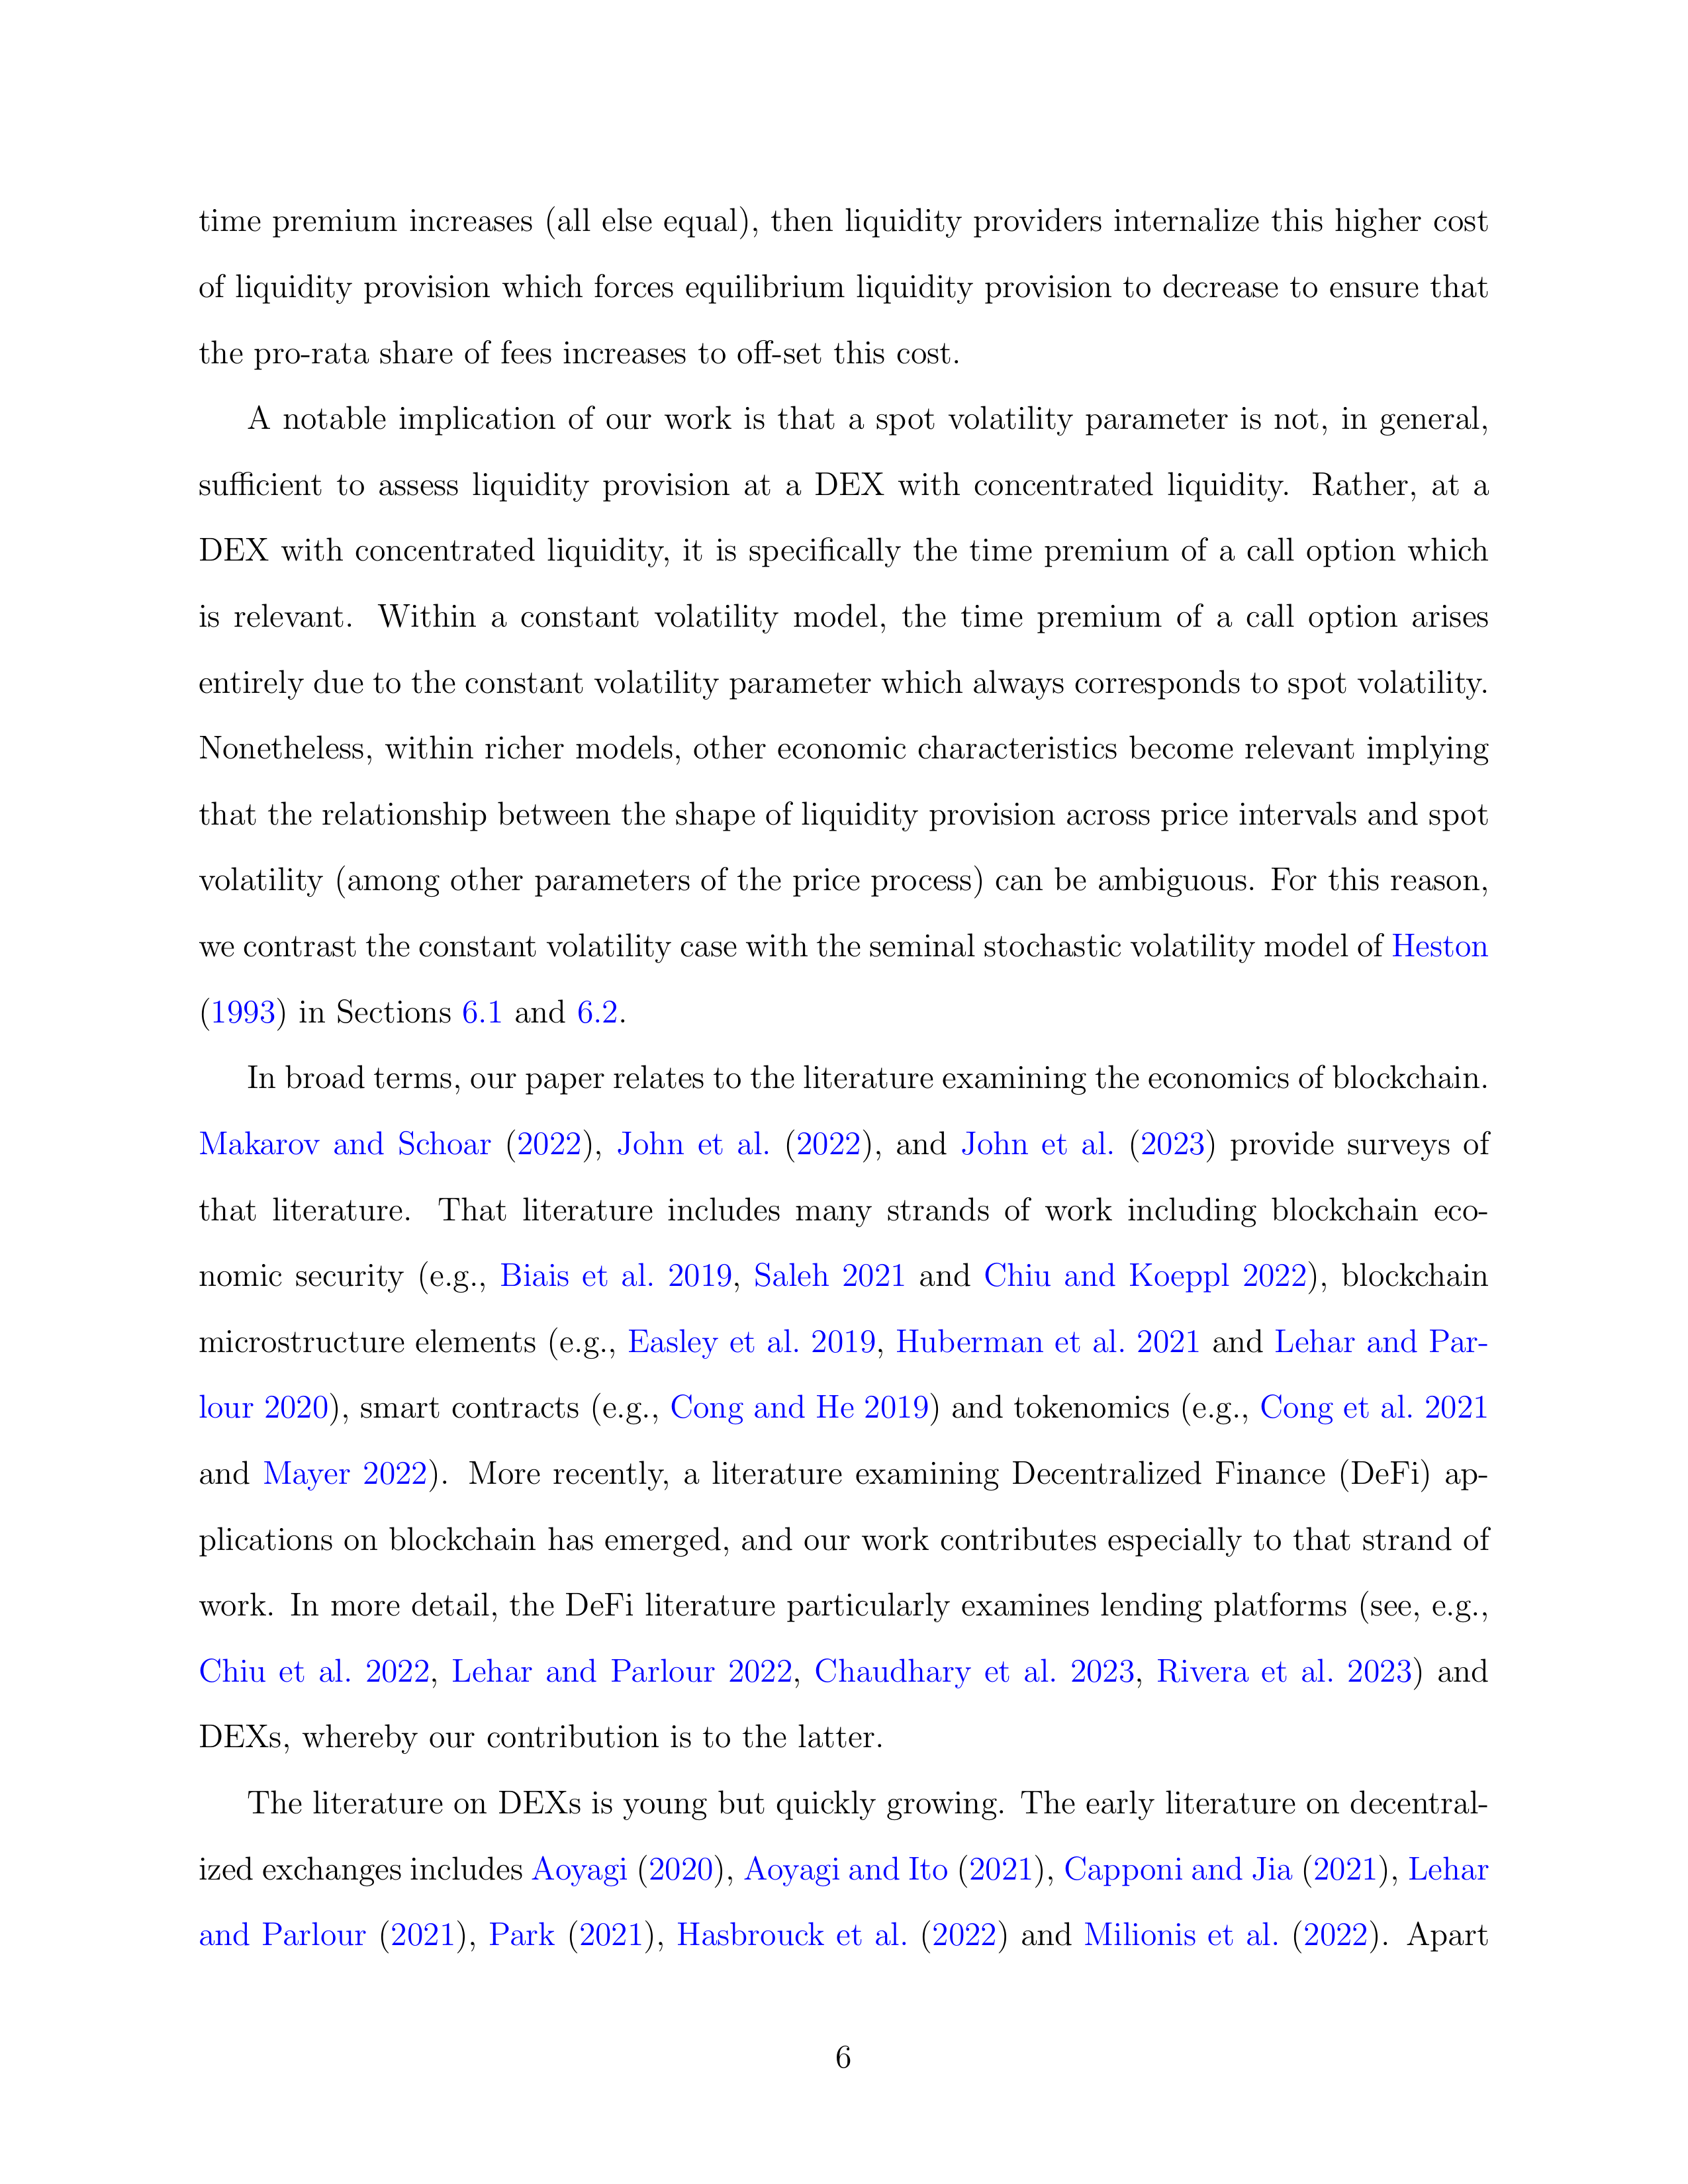 time premium increases (all else equal), then liquidity providers internalize this higher cost
of liquidity provision which forces equilibrium liquidity provision to decrease to ensure that
the pro-rata share of fees increases to off-set this cost.
A notable implication of our work is that a spot volatility parameter is not, in general,
sufficient to assess liquidity provision at a DEX with concentrated liquidity. Rather, at a
DEX with concentrated liquidity, it is specifically the time premium of a call option which
is relevant. Within a constant volatility model, the time premium of a call option arises
entirely due to the constant volatility parameter which always corresponds to spot volatility.
Nonetheless, within richer models, other economic characteristics become relevant implying
that the relationship between the shape of liquidity provision across price intervals and spot
volatility (among other parameters of the price process) can be ambiguous. For this reason,
we contrast the constant volatility case with the seminal stochastic volatility model of Heston
(1993) in Sections 6.1 and 6.2.
In broad terms, our paper relates to the literature examining the economics of blockchain.
Makarov and Schoar (2022), John et al. (2022), and John et al. (2023) provide surveys of
that literature. That literature includes many strands of work including blockchain eco-
nomic security (e.g., Biais et al. 2019, Saleh 2021 and Chiu and Koeppl 2022), blockchain
microstructure elements (e.g., Easley et al. 2019, Huberman et al. 2021 and Lehar and Par-
lour 2020), smart contracts (e.g., Cong and He 2019) and tokenomics (e.g., Cong et al. 2021
and Mayer 2022). More recently, a literature examining Decentralized Finance (DeFi) ap-
plications on blockchain has emerged, and our work contributes especially to that strand of
work. In more detail, the DeFi literature particularly examines lending platforms (see, e.g.,
Chiu et al. 2022, Lehar and Parlour 2022, Chaudhary et al. 2023, Rivera et al. 2023) and
DEXs, whereby our contribution is to the latter.
The literature on DEXs is young but quickly growing. The early literature on decentral-
ized exchanges includes Aoyagi (2020), Aoyagi and Ito (2021), Capponi and Jia (2021), Lehar
and Parlour (2021), Park (2021), Hasbrouck et al. (2022) and Milionis et al. (2022). Apart
6